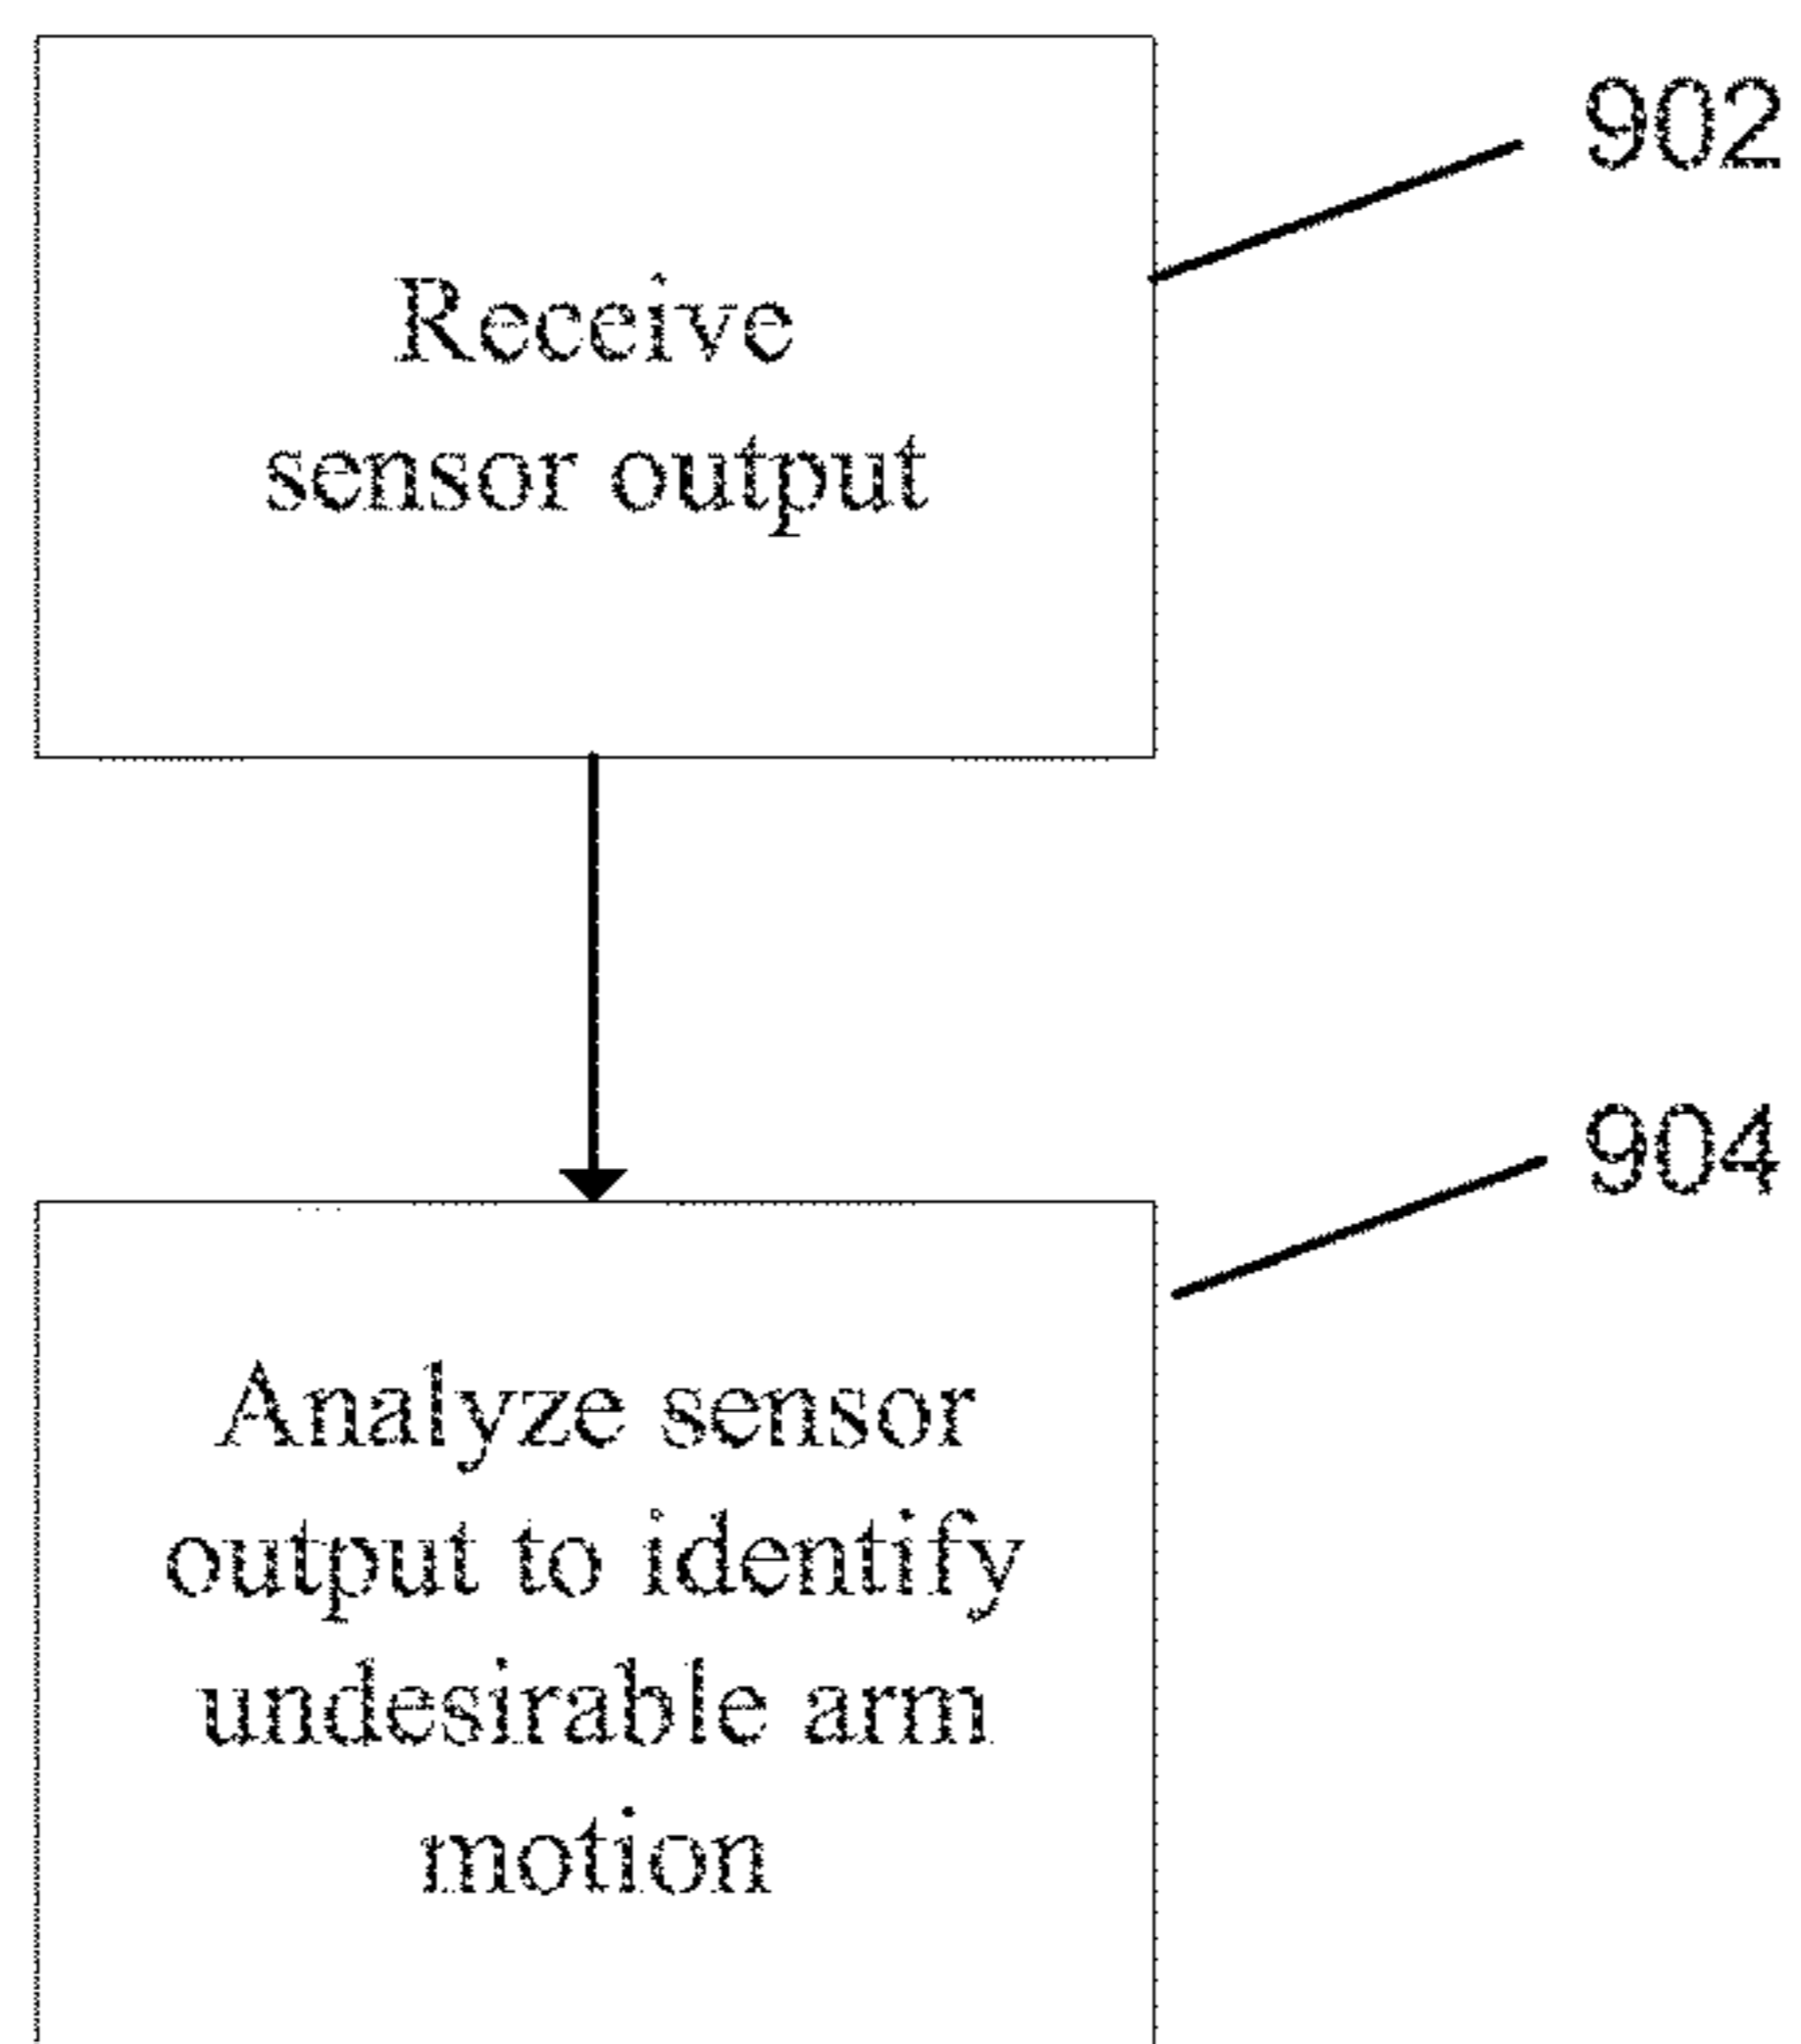 902
Receive
sensor output
904
Analyze sensor
output to identify
undesirable arm
motion